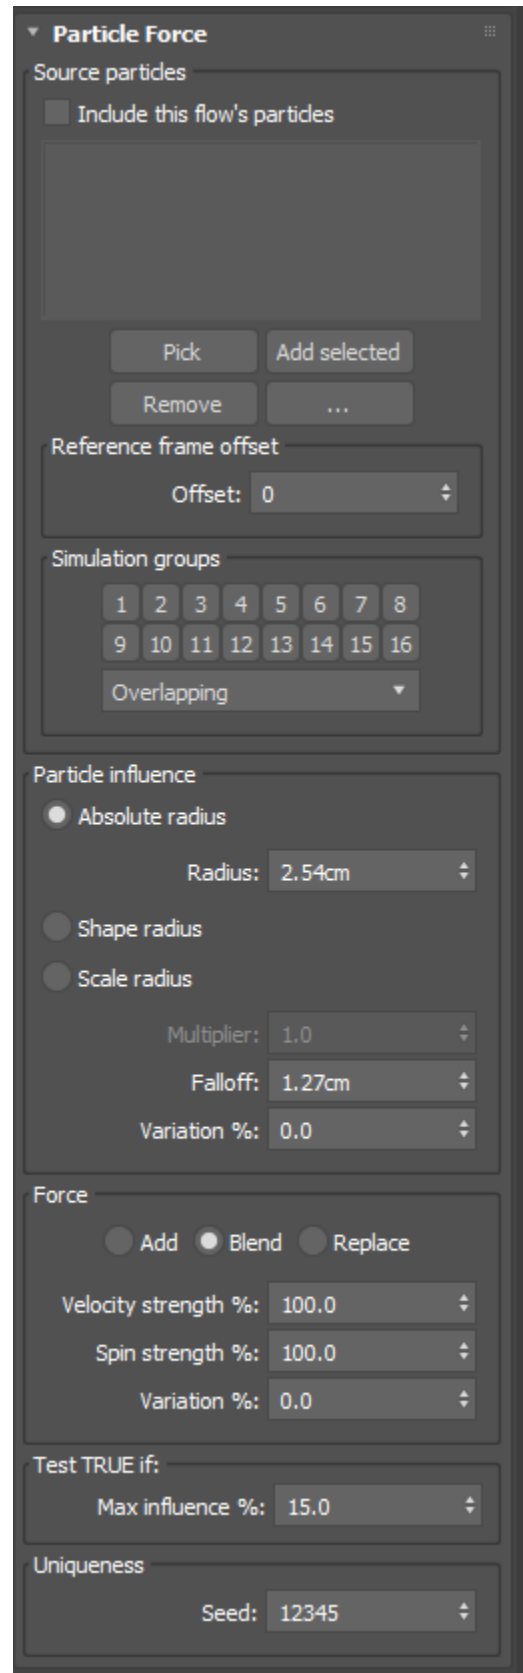 Particle Force
Source particles
Include this flow's particles
Pick Add selected
Remove ...
Reference frame offset
Offset: 0
Simulation groups
1 2 3 4 5 6 7 8
9 10 11 12 13 14 15 16
Overlapping
Particle influence
Absolute radius
Radius: 2.54cm
Shape radius
Scale radius
Multiplier: 1.0
Falloff: 1.27cm
Variation %: 0.0
Force
Add Blend Replace
Velocity strength %: 100.0
Spin strength %: 100.0
Variation %: 0.0
Test TRUE if:
Max influence %: 15.0
Uniqueness
Seed: 12345